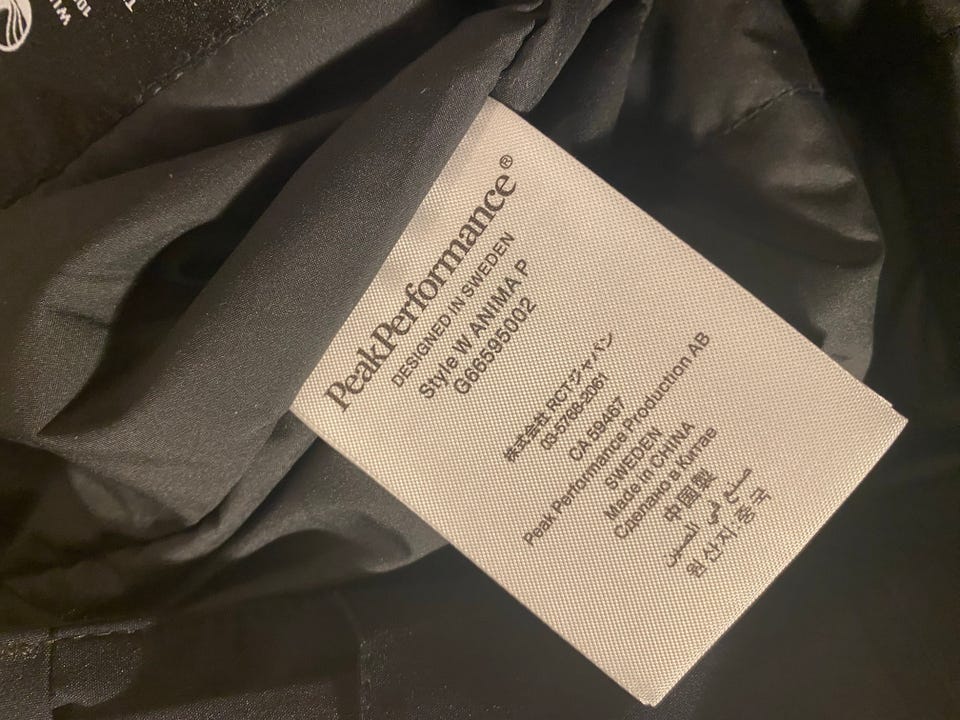 PeakPerformance®
DESIGNED IN SWEDEN
Style W ANIMA P
G66595002
株式会社 RCTジャパン
03-5768-2061
CA 59467
Peak Performance Production AB
SWEDEN
Made in CHINA
Сделано в Китае
中國製
صنع في الصين
원산지: 중국